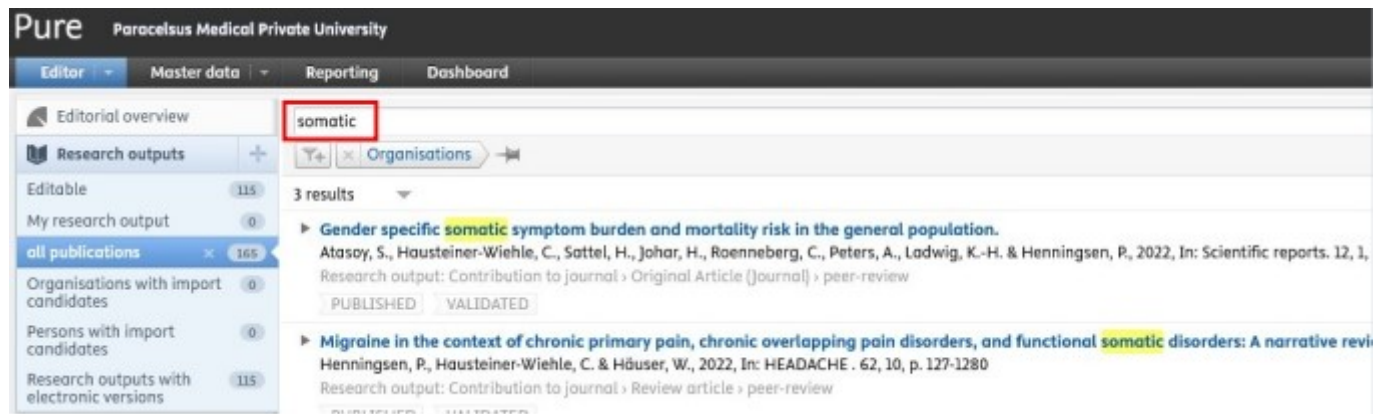 Pure Paracelsus Medical Private University
Editor Master data Reporting Dashboard
Editorial overview
somatic
Research outputs
Organisations
Editable 115
3 results
My research output 0
Gender specific somatic symptom burden and mortality risk in the general population.
all publications × 165
Atasoy, S., Hausteiner-Wiehle, C., Sattel, H., Johar, H., Roenneberg, C., Peters, A., Ladwig, K.-H. & Henningsen, P., 2022, In: Scientific reports. 12, 1,
Organisations with import candidates 0
Research output: Contribution to journal › Original Article (Journal) › peer-review
PUBLISHED VALIDATED
Persons with import candidates 0
Migraine in the context of chronic primary pain, chronic overlapping pain disorders, and functional somatic disorders: A narrative revi
Henningsen, P., Hausteiner-Wiehle, C. & Häuser, W., 2022, In: HEADACHE . 62, 10, p. 127-1280
Research outputs with electronic versions 115
Research output: Contribution to journal › Review article › peer-review
PUBLISHED VALIDATED